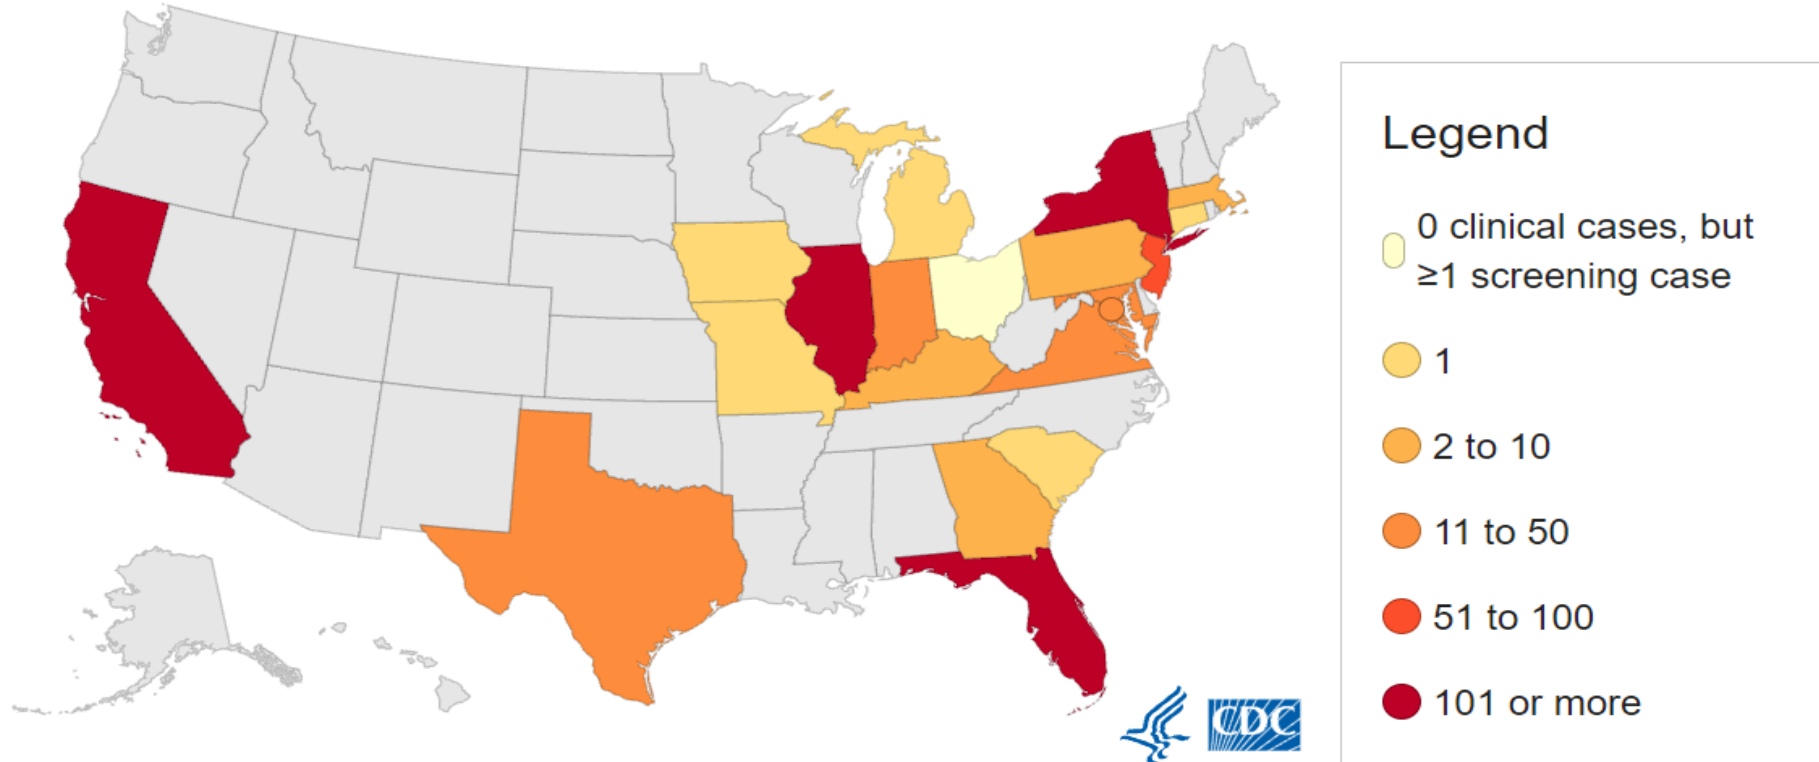 Legend
0 clinical cases, but
≥1 screening case
1
2 to 10
11 to 50
51 to 100
101 or more
CDC